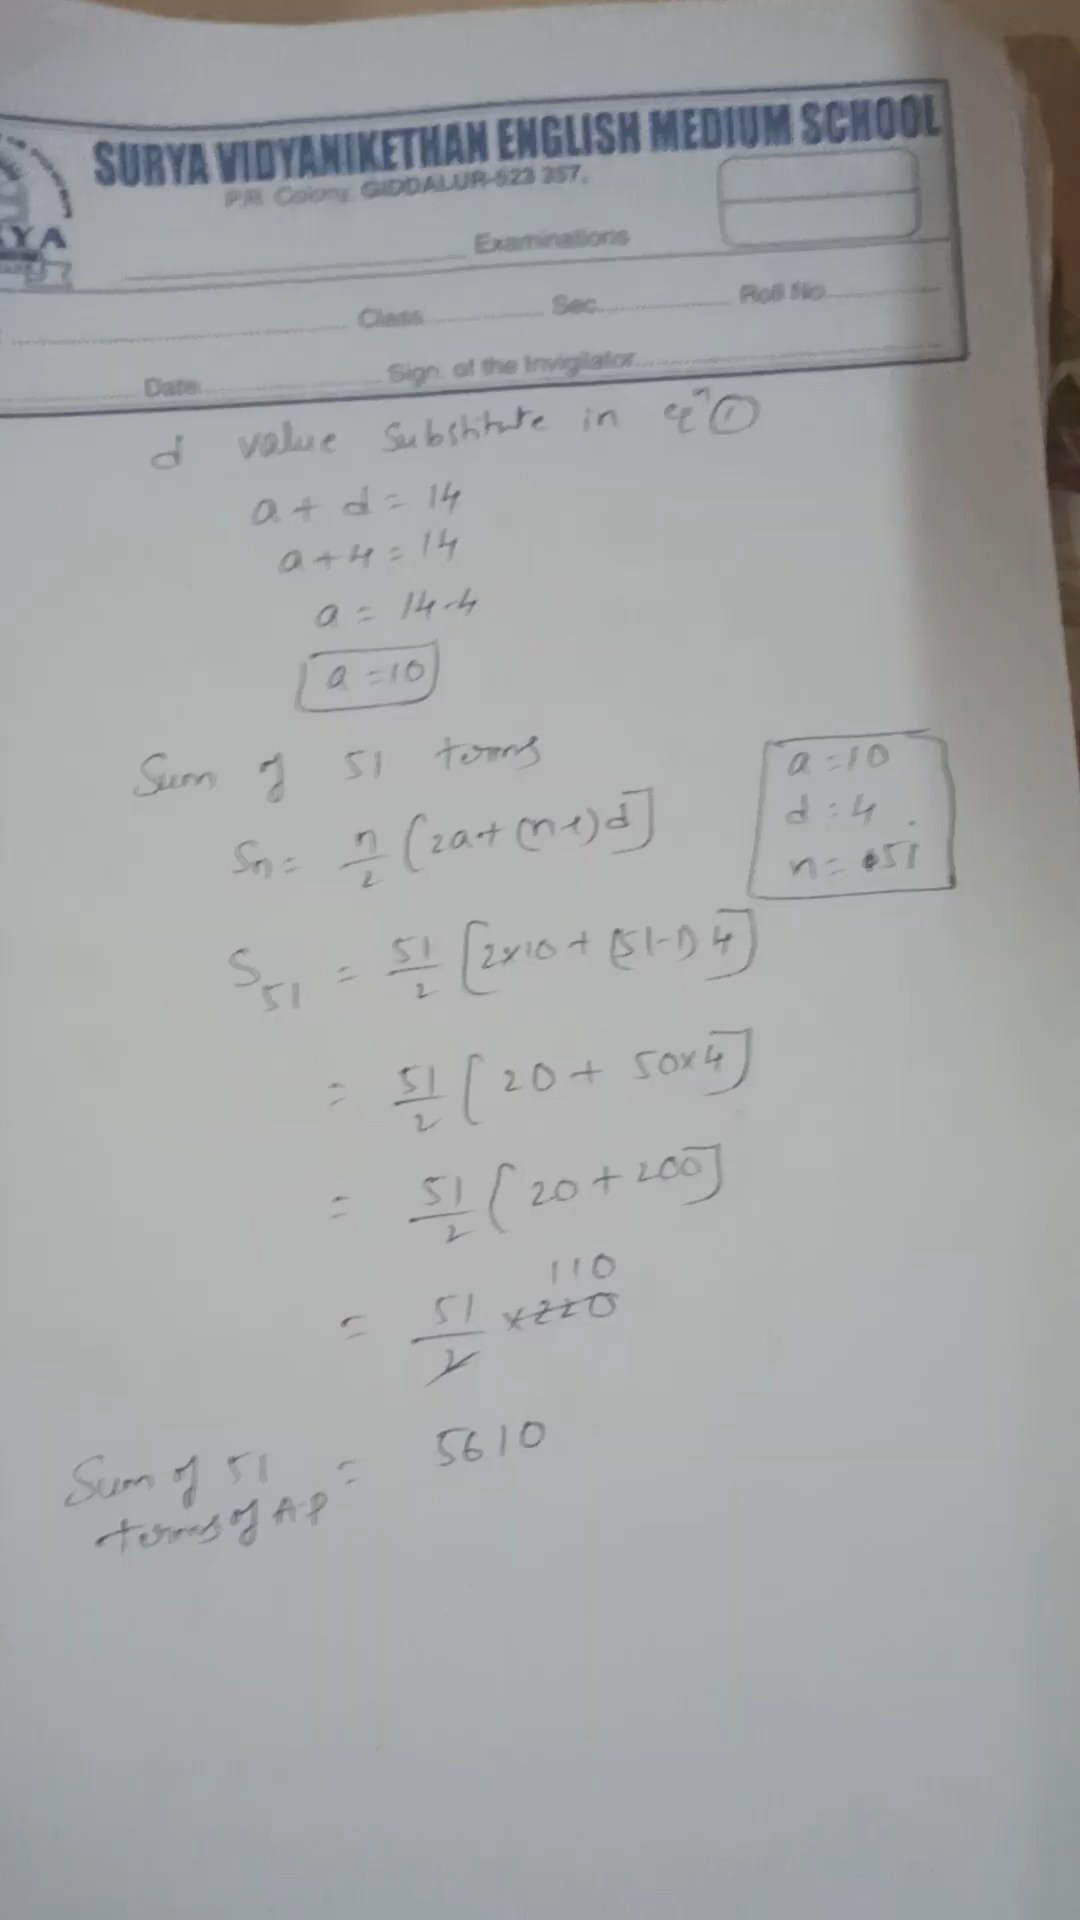 YA
SURYA VIDYANIKETHAN ENGLISH MEDIUM SCHOOL
P.R. Colony, GIDDALUR-523 357.
Examinations
Class Sec. Roll No
Date Sign. of the Invigilator
d value substitute in eqⁿ ①
a + d = 14
a + 4 = 14
a = 14-4
a = 10
Sum of 51 terms
a = 10
d = 4
n = 51
Sn = n/2 (2a + (n-1) d]
S51 = 51/2 [2×10 + (51-1) 4]
= 51/2 [20 + 50×4]
= 51/2 [20 + 200]
110
= 51/2 × 220
Sum of 51 = 5610
terms of A.P